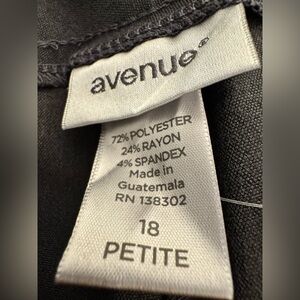 avenue®
72% POLYESTER
24% RAYON
4% SPANDEX
Made in
Guatemala
RN 138302
18
PETITE